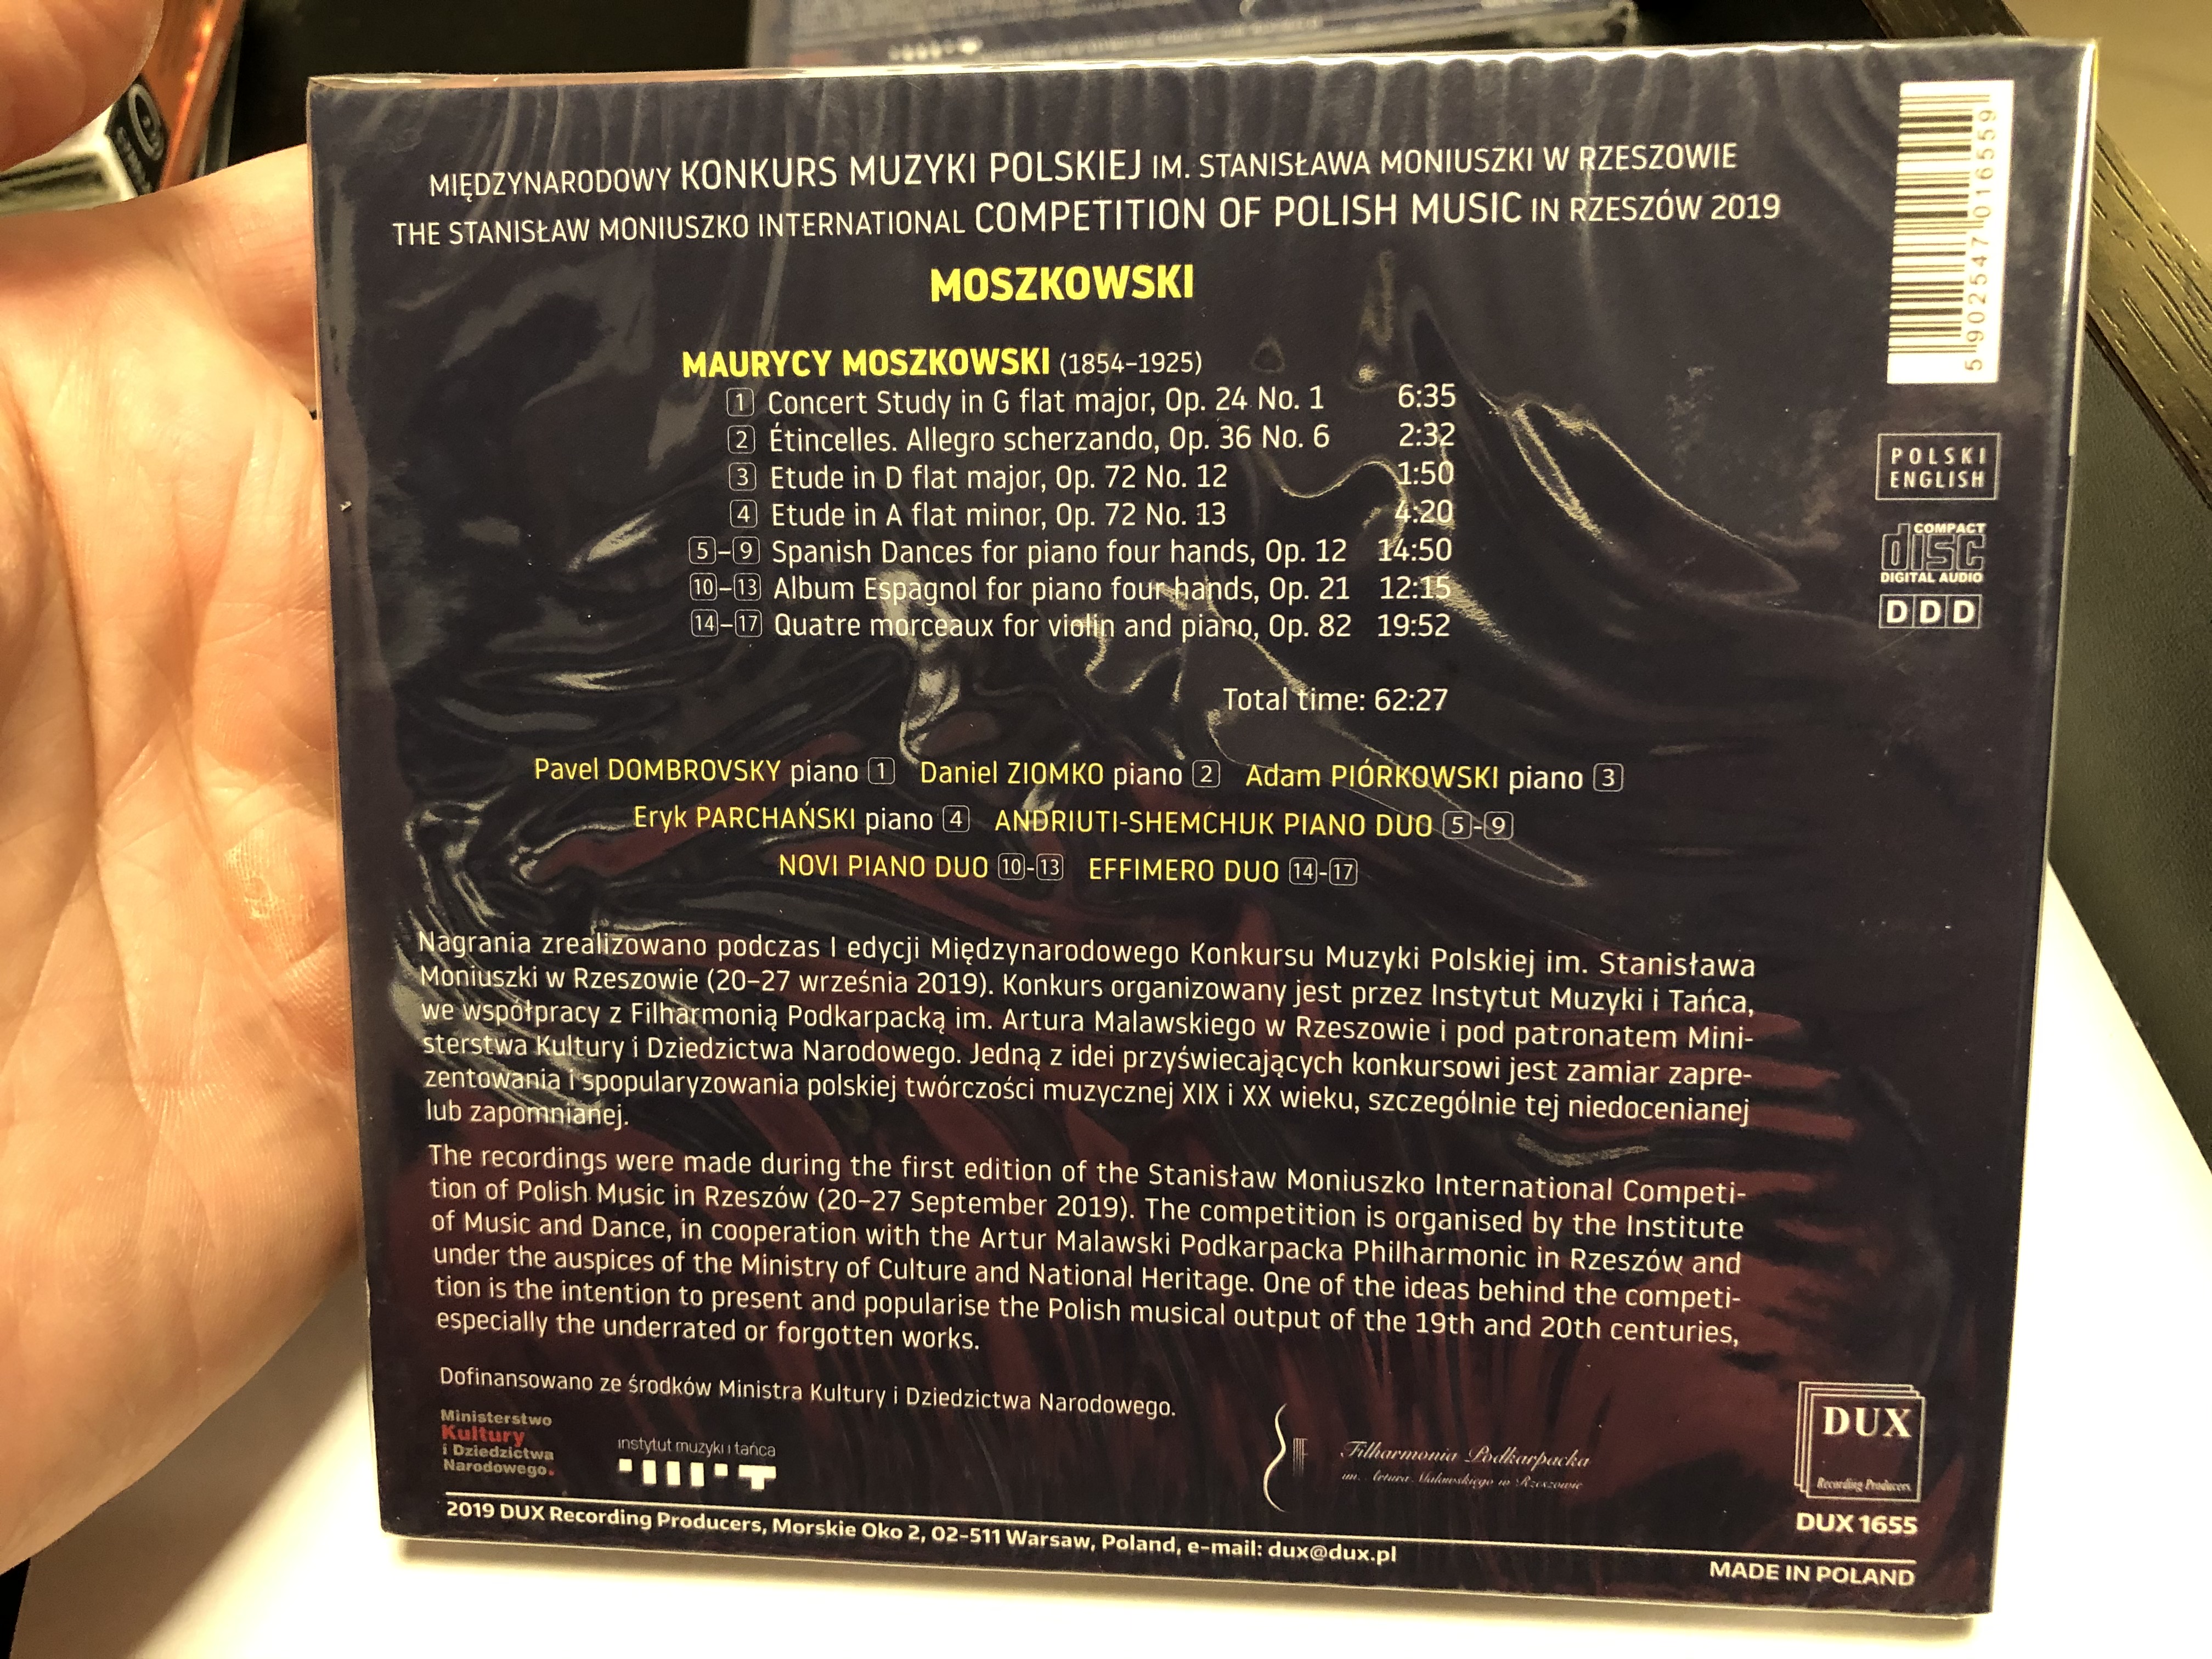 MIĘDZYNARODOWY KONKURS MUZYKI POLSKIEJ IM. STANISŁAWA MONIUSZKI W RZESZOWIE
THE STANISŁAW MONIUSZKO INTERNATIONAL COMPETITION OF POLISH MUSIC IN RZESZÓW 2019
MOSZKOWSKI
MAURYCY MOSZKOWSKI (1854–1925)
1 Concert Study in G flat major, Op. 24 No. 1 6:35
2 Étincelles. Allegro scherzando, Op. 36 No. 6 2:32
3 Etude in D flat major, Op. 72 No. 12 1:50
4 Etude in A flat minor, Op. 72 No. 13 4:20
5–9 Spanish Dances for piano four hands, Op. 12 14:50
10–13 Album Espagnol for piano four hands, Op. 21 12:15
14–17 Quatre morceaux for violin and piano, Op. 82 19:52
Total time: 62:27
Pavel DOMBROVSKY piano 1 Daniel ZIOMKO piano 2 Adam PIÓRKOWSKI piano 3
Eryk PARCHAŃSKI piano 4 ANDRIUTI-SHEMCHUK PIANO DUO 5-9
NOVI PIANO DUO 10-13 EFFIMERO DUO 14-17
Nagrania zrealizowano podczas I edycji Międzynarodowego Konkursu Muzyki Polskiej im. Stanisława
Moniuszki w Rzeszowie (20–27 września 2019). Konkurs organizowany jest przez Instytut Muzyki i Tańca,
we współpracy z Filharmonią Podkarpacką im. Artura Malawskiego w Rzeszowie i pod patronatem Mini-
sterstwa Kultury i Dziedzictwa Narodowego. Jedną z idei przyświecających konkursowi jest zamiar zapre-
zentowania i spopularyzowania polskiej twórczości muzycznej XIX i XX wieku, szczególnie tej niedocenianej
lub zapomnianej.
The recordings were made during the first edition of the Stanisław Moniuszko International Competi-
tion of Polish Music in Rzeszów (20–27 September 2019). The competition is organised by the Institute
of Music and Dance, in cooperation with the Artur Malawski Podkarpacka Philharmonic in Rzeszów and
under the auspices of the Ministry of Culture and National Heritage. One of the ideas behind the competi-
tion is the intention to present and popularise the Polish musical output of the 19th and 20th centuries,
especially the underrated or forgotten works.
Dofinansowano ze środków Ministra Kultury i Dziedzictwa Narodowego.
Ministerstwo
Kultury
i Dziedzictwa
Narodowego.
instytut muzyki i tańca
Filharmonia Podkarpacka
im. Artura Malawskiego w Rzeszowie
DUX
Recording Producers
DUX 1655
2019 DUX Recording Producers, Morskie Oko 2, 02-511 Warsaw, Poland, e-mail: dux@dux.pl
MADE IN POLAND
5 902547 016559
POLSKI
ENGLISH
COMPACT
disc
DIGITAL AUDIO
DDD